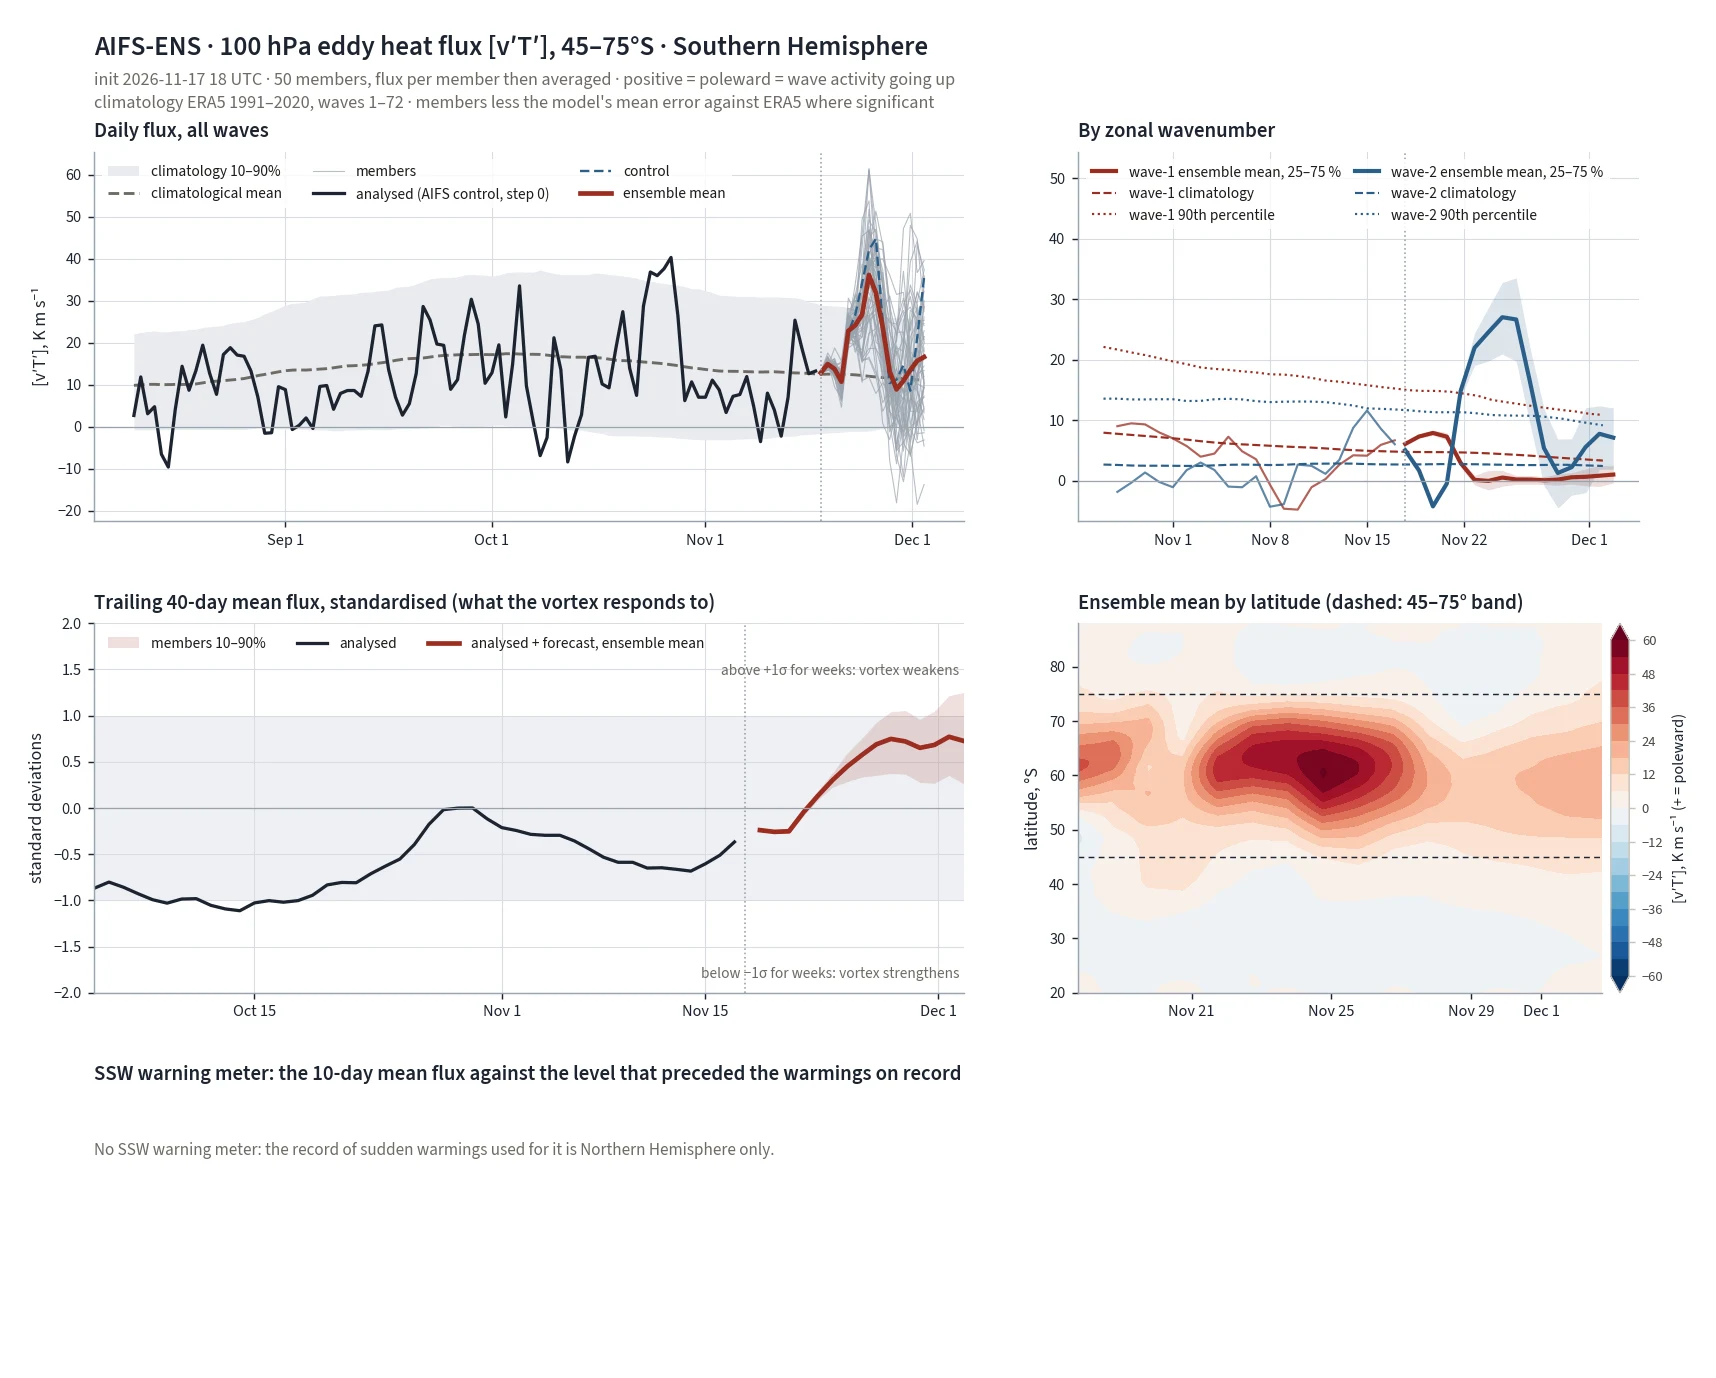 AIFS-ENS · 100 hPa eddy heat flux [v′T′], 45–75°S · Southern Hemisphere
init 2026-11-17 18 UTC · 50 members, flux per member then averaged · positive = poleward = wave activity going up
climatology ERA5 1991–2020, waves 1–72 · members less the model's mean error against ERA5 where significant
Daily flux, all waves
climatology 10–90%
members
control
climatological mean
analysed (AIFS control, step 0)
ensemble mean
60
50
40
30
20
10
0
−10
−20
[v′T′], K m s⁻¹
Sep 1
Oct 1
Nov 1
Dec 1
By zonal wavenumber
wave-1 ensemble mean, 25–75 %
wave-2 ensemble mean, 25–75 %
wave-1 climatology
wave-2 climatology
wave-1 90th percentile
wave-2 90th percentile
50
40
30
20
10
0
Nov 1
Nov 8
Nov 15
Nov 22
Dec 1
Trailing 40-day mean flux, standardised (what the vortex responds to)
members 10–90%
analysed
analysed + forecast, ensemble mean
above +1σ for weeks: vortex weakens
below −1σ for weeks: vortex strengthens
2.0
1.5
1.0
0.5
0.0
−0.5
−1.0
−1.5
−2.0
standard deviations
Oct 15
Nov 1
Nov 15
Dec 1
Ensemble mean by latitude (dashed: 45–75° band)
80
70
60
50
40
30
20
latitude, °S
Nov 21
Nov 25
Nov 29
Dec 1
60
48
36
24
12
0
−12
−24
−36
−48
−60
[v′T′], K m s⁻¹ (+ = poleward)
SSW warning meter: the 10-day mean flux against the level that preceded the warmings on record
No SSW warning meter: the record of sudden warmings used for it is Northern Hemisphere only.